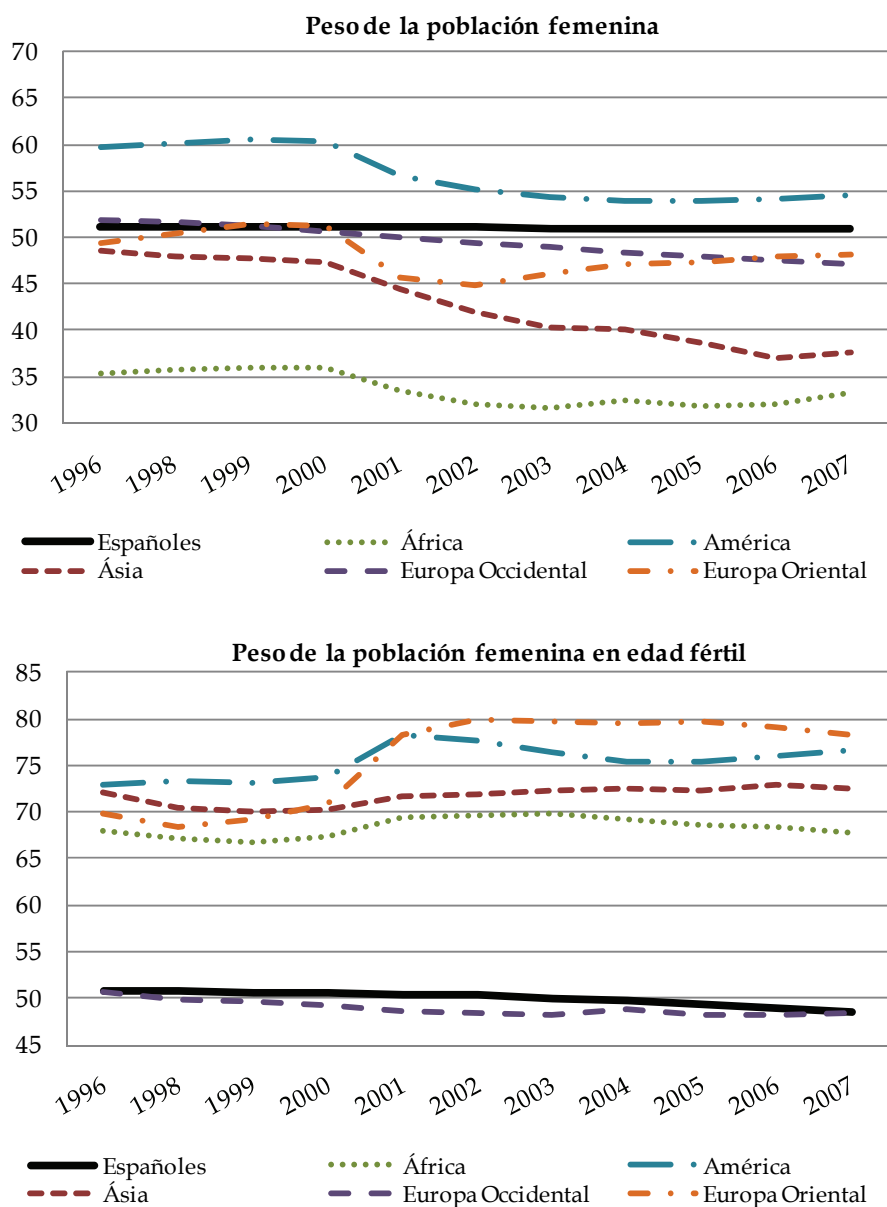 Peso de la población femenina
70
65
60
55
50
45
40
35
30
1996 1998 1999 2000 2001 2002 2003 2004 2005 2006 2007
Españoles África América
Ásia Europa Occidental Europa Oriental
Peso de la población femenina en edad fértil
85
80
75
70
65
60
55
50
45
1996 1998 1999 2000 2001 2002 2003 2004 2005 2006 2007
Españoles África América
Ásia Europa Occidental Europa Oriental